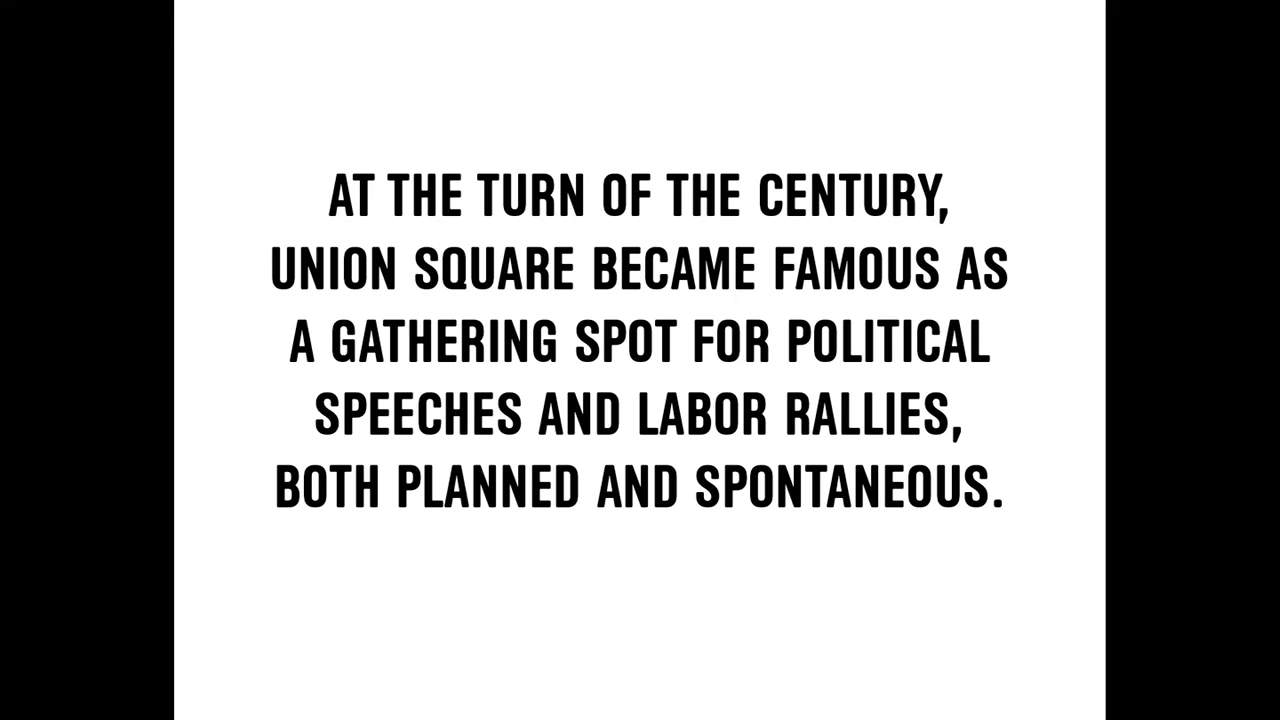 AT THE TURN OF THE CENTURY,
UNION SQUARE BECAME FAMOUS AS
A GATHERING SPOT FOR POLITICAL
SPEECHES AND LABOR RALLIES,
BOTH PLANNED AND SPONTANEOUS.